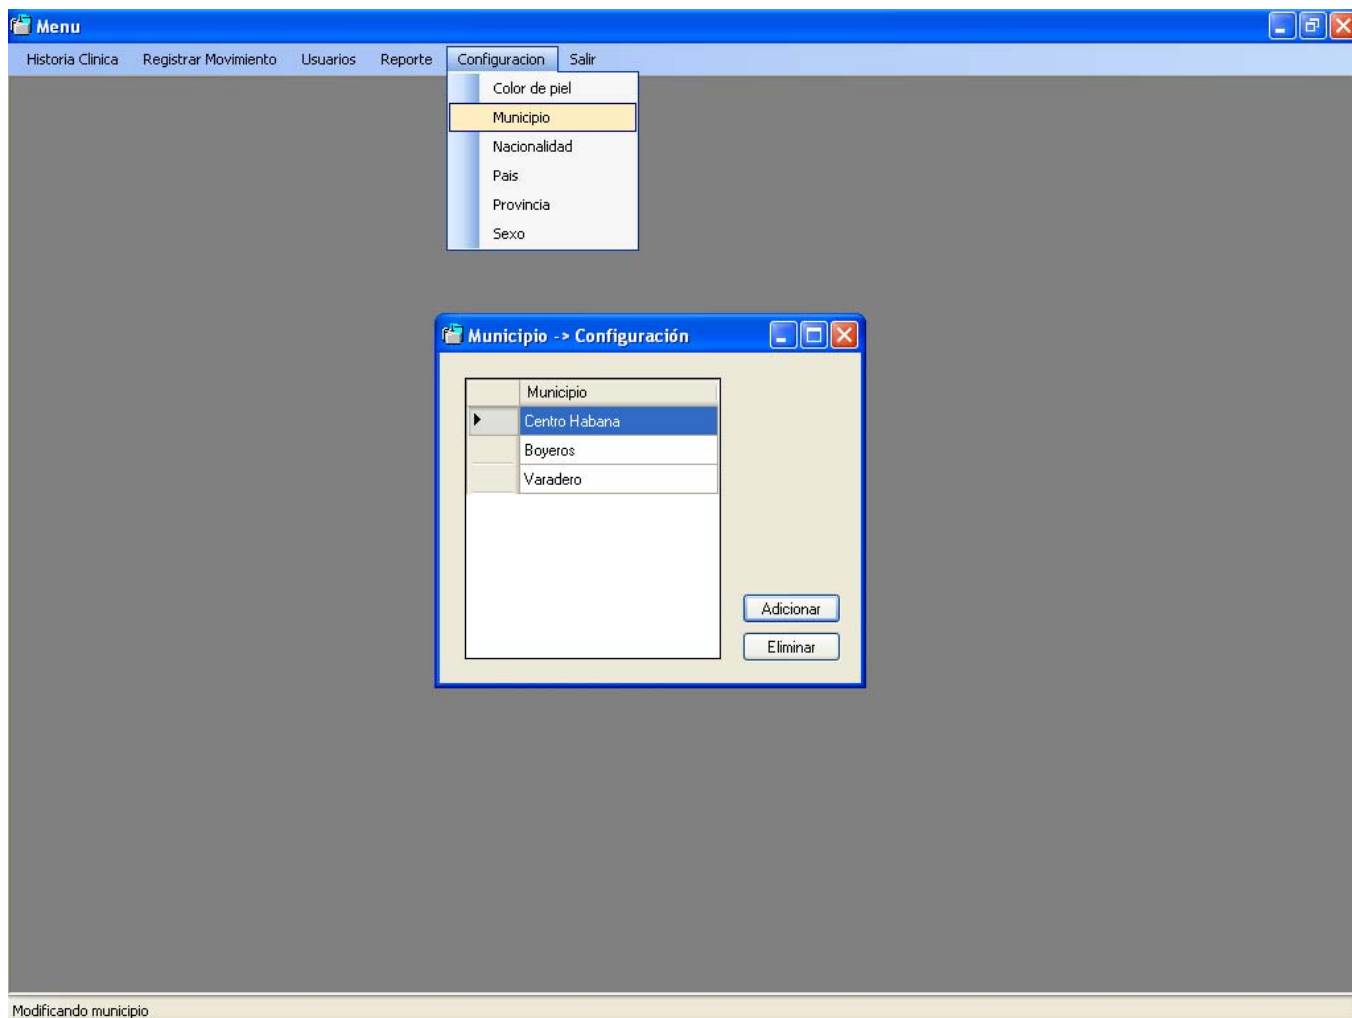 Menu
Historia Clinica Registrar Movimiento Usuarios Reporte Configuracion Salir
Color de piel
Municipio
Nacionalidad
Pais
Provincia
Sexo
Municipio -> Configuración
Municipio
Centro Habana
Boyeros
Varadero
Adicionar
Eliminar
Modificando municipio